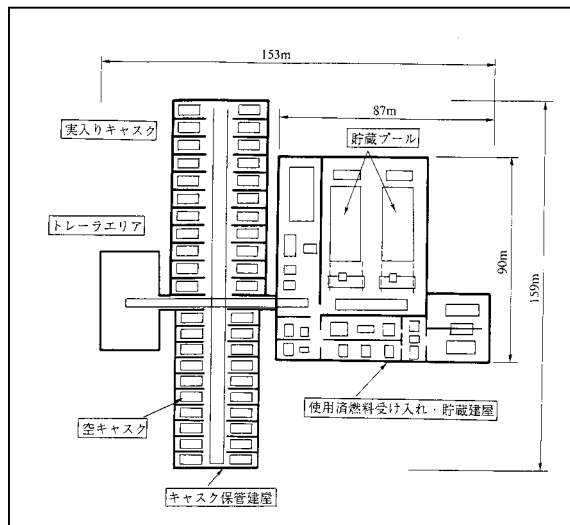 153m
87m
実入りキャスク
貯蔵プール
トレーラエリア
90m
159m
使用済燃料受け入れ・貯蔵建屋
空キャスク
キャスク保管建屋